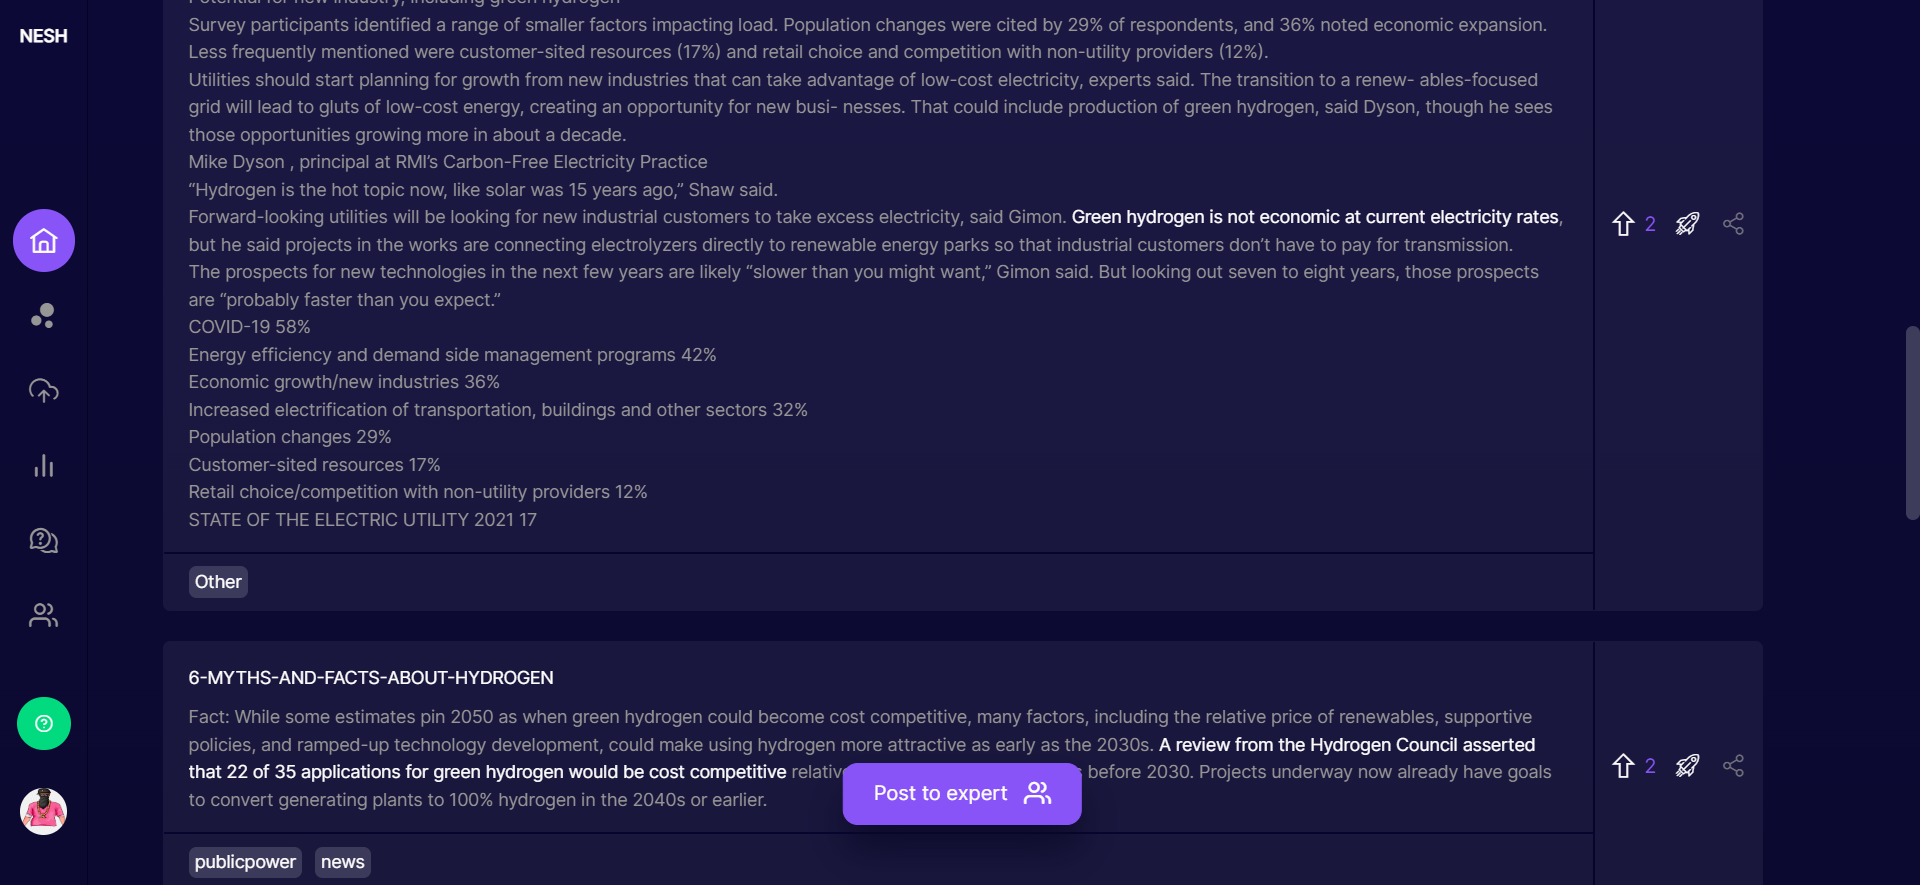 NESH
Potential for new industry, including green hydrogen
Survey participants identified a range of smaller factors impacting load. Population changes were cited by 29% of respondents, and 36% noted economic expansion.
Less frequently mentioned were customer-sited resources (17%) and retail choice and competition with non-utility providers (12%).
Utilities should start planning for growth from new industries that can take advantage of low-cost electricity, experts said. The transition to a renew- ables-focused
grid will lead to gluts of low-cost energy, creating an opportunity for new busi- nesses. That could include production of green hydrogen, said Dyson, though he sees
those opportunities growing more in about a decade.
Mike Dyson , principal at RMI’s Carbon-Free Electricity Practice
“Hydrogen is the hot topic now, like solar was 15 years ago,” Shaw said.
Forward-looking utilities will be looking for new industrial customers to take excess electricity, said Gimon. Green hydrogen is not economic at current electricity rates,
but he said projects in the works are connecting electrolyzers directly to renewable energy parks so that industrial customers don’t have to pay for transmission.
The prospects for new technologies in the next few years are likely “slower than you might want,” Gimon said. But looking out seven to eight years, those prospects
are “probably faster than you expect.”
COVID-19 58%
Energy efficiency and demand side management programs 42%
Economic growth/new industries 36%
Increased electrification of transportation, buildings and other sectors 32%
Population changes 29%
Customer-sited resources 17%
Retail choice/competition with non-utility providers 12%
STATE OF THE ELECTRIC UTILITY 2021 17
2
Other
6-MYTHS-AND-FACTS-ABOUT-HYDROGEN
Fact: While some estimates pin 2050 as when green hydrogen could become cost competitive, many factors, including the relative price of renewables, supportive
policies, and ramped-up technology development, could make using hydrogen more attractive as early as the 2030s. A review from the Hydrogen Council asserted
that 22 of 35 applications for green hydrogen would be cost competitive before 2030. Projects underway now already have goals
to convert generating plants to 100% hydrogen in the 2040s or earlier.
2
Post to expert
publicpower news